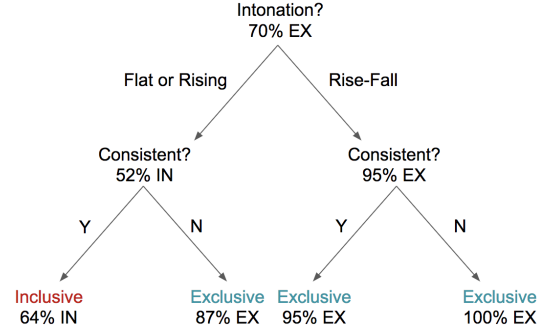 Intonation?
70% EX
Flat or Rising
Rise-Fall
Consistent?
52% IN
Consistent?
95% EX
Y
N
Y
N
Inclusive
64% IN
Exclusive
87% EX
Exclusive
95% EX
Exclusive
100% EX